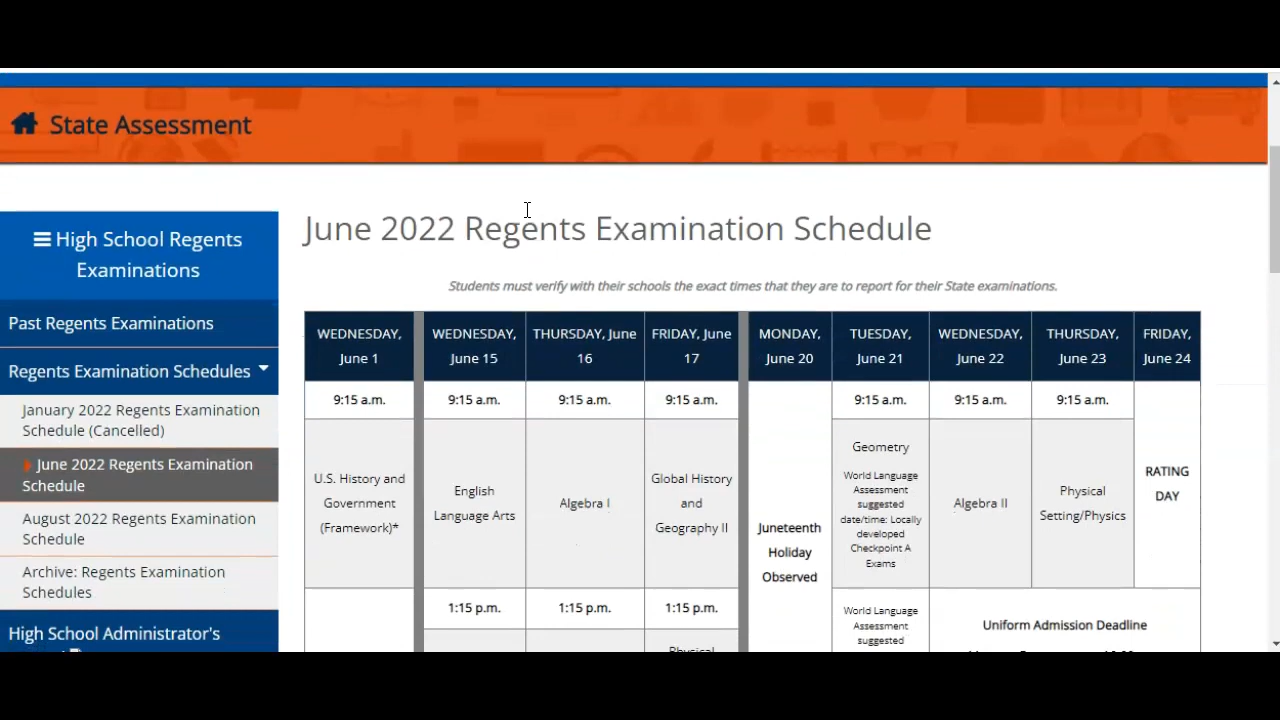 State Assessment
High School Regents
Examinations
Past Regents Examinations
Regents Examination Schedules
January 2022 Regents Examination
Schedule (Cancelled)
June 2022 Regents Examination
Schedule
August 2022 Regents Examination
Schedule
Archive: Regents Examination
Schedules
High School Administrator's
June 2022 Regents Examination Schedule
Students must verify with their schools the exact times that they are to report for their State examinations.
WEDNESDAY,
June 1
WEDNESDAY,
June 15
THURSDAY, June
16
FRIDAY, June
17
MONDAY,
June 20
TUESDAY,
June 21
WEDNESDAY,
June 22
THURSDAY,
June 23
FRIDAY,
June 24
9:15 a.m.
9:15 a.m.
9:15 a.m.
9:15 a.m.
9:15 a.m.
9:15 a.m.
9:15 a.m.
U.S. History and
Government
(Framework)*
English
Language Arts
Algebra I
Global History
and
Geography II
Juneteenth
Holiday
Observed
Geometry
World Language
Assessment
suggested
date/time: Locally
developed
Checkpoint A
Exams
Algebra II
Physical
Setting/Physics
RATING
DAY
1:15 p.m.
1:15 p.m.
1:15 p.m.
Physical
World Language
Assessment
suggested
Uniform Admission Deadline